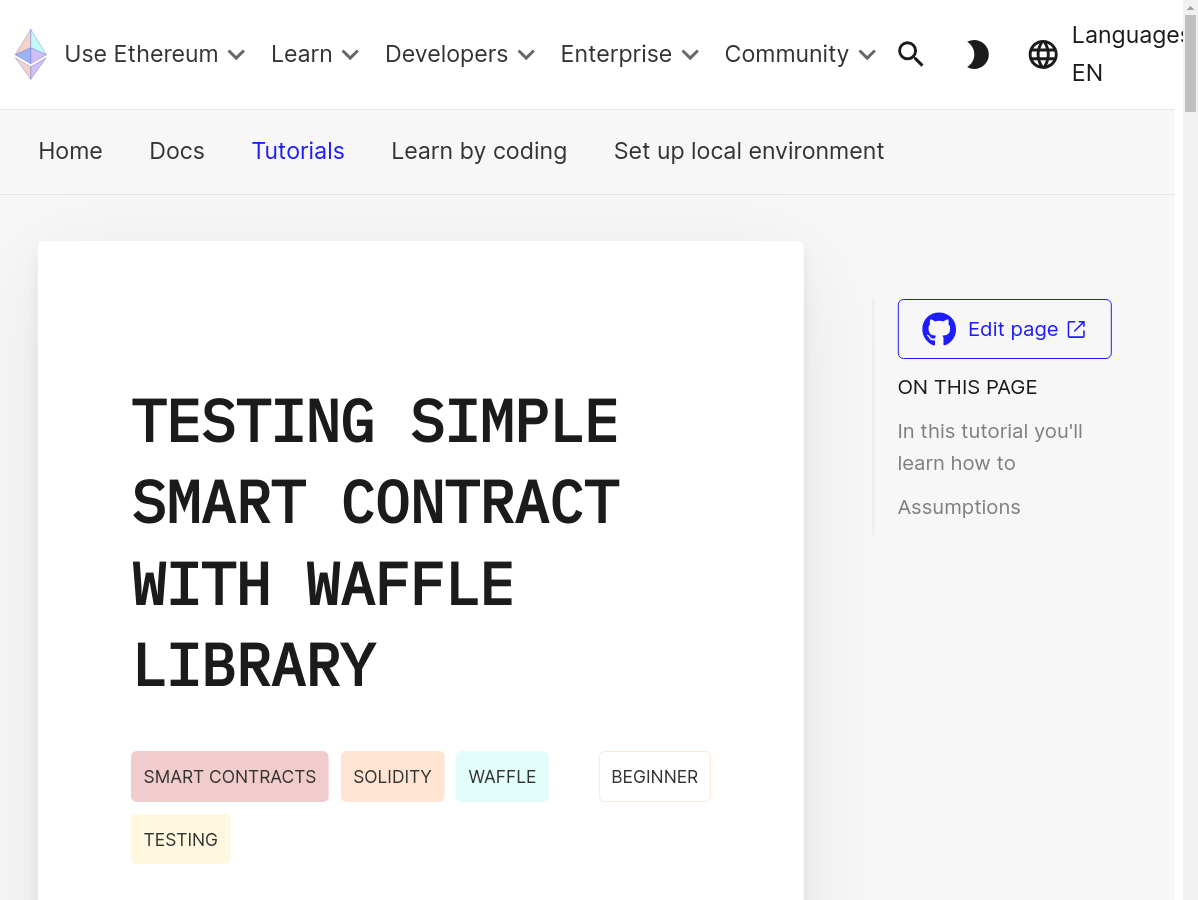 Use Ethereum Learn Developers Enterprise Community Languages
EN
Home Docs Tutorials Learn by coding Set up local environment
TESTING SIMPLE
SMART CONTRACT
WITH WAFFLE
LIBRARY
SMART CONTRACTS SOLIDITY WAFFLE BEGINNER
TESTING
Edit page
ON THIS PAGE
In this tutorial you'll
learn how to
Assumptions